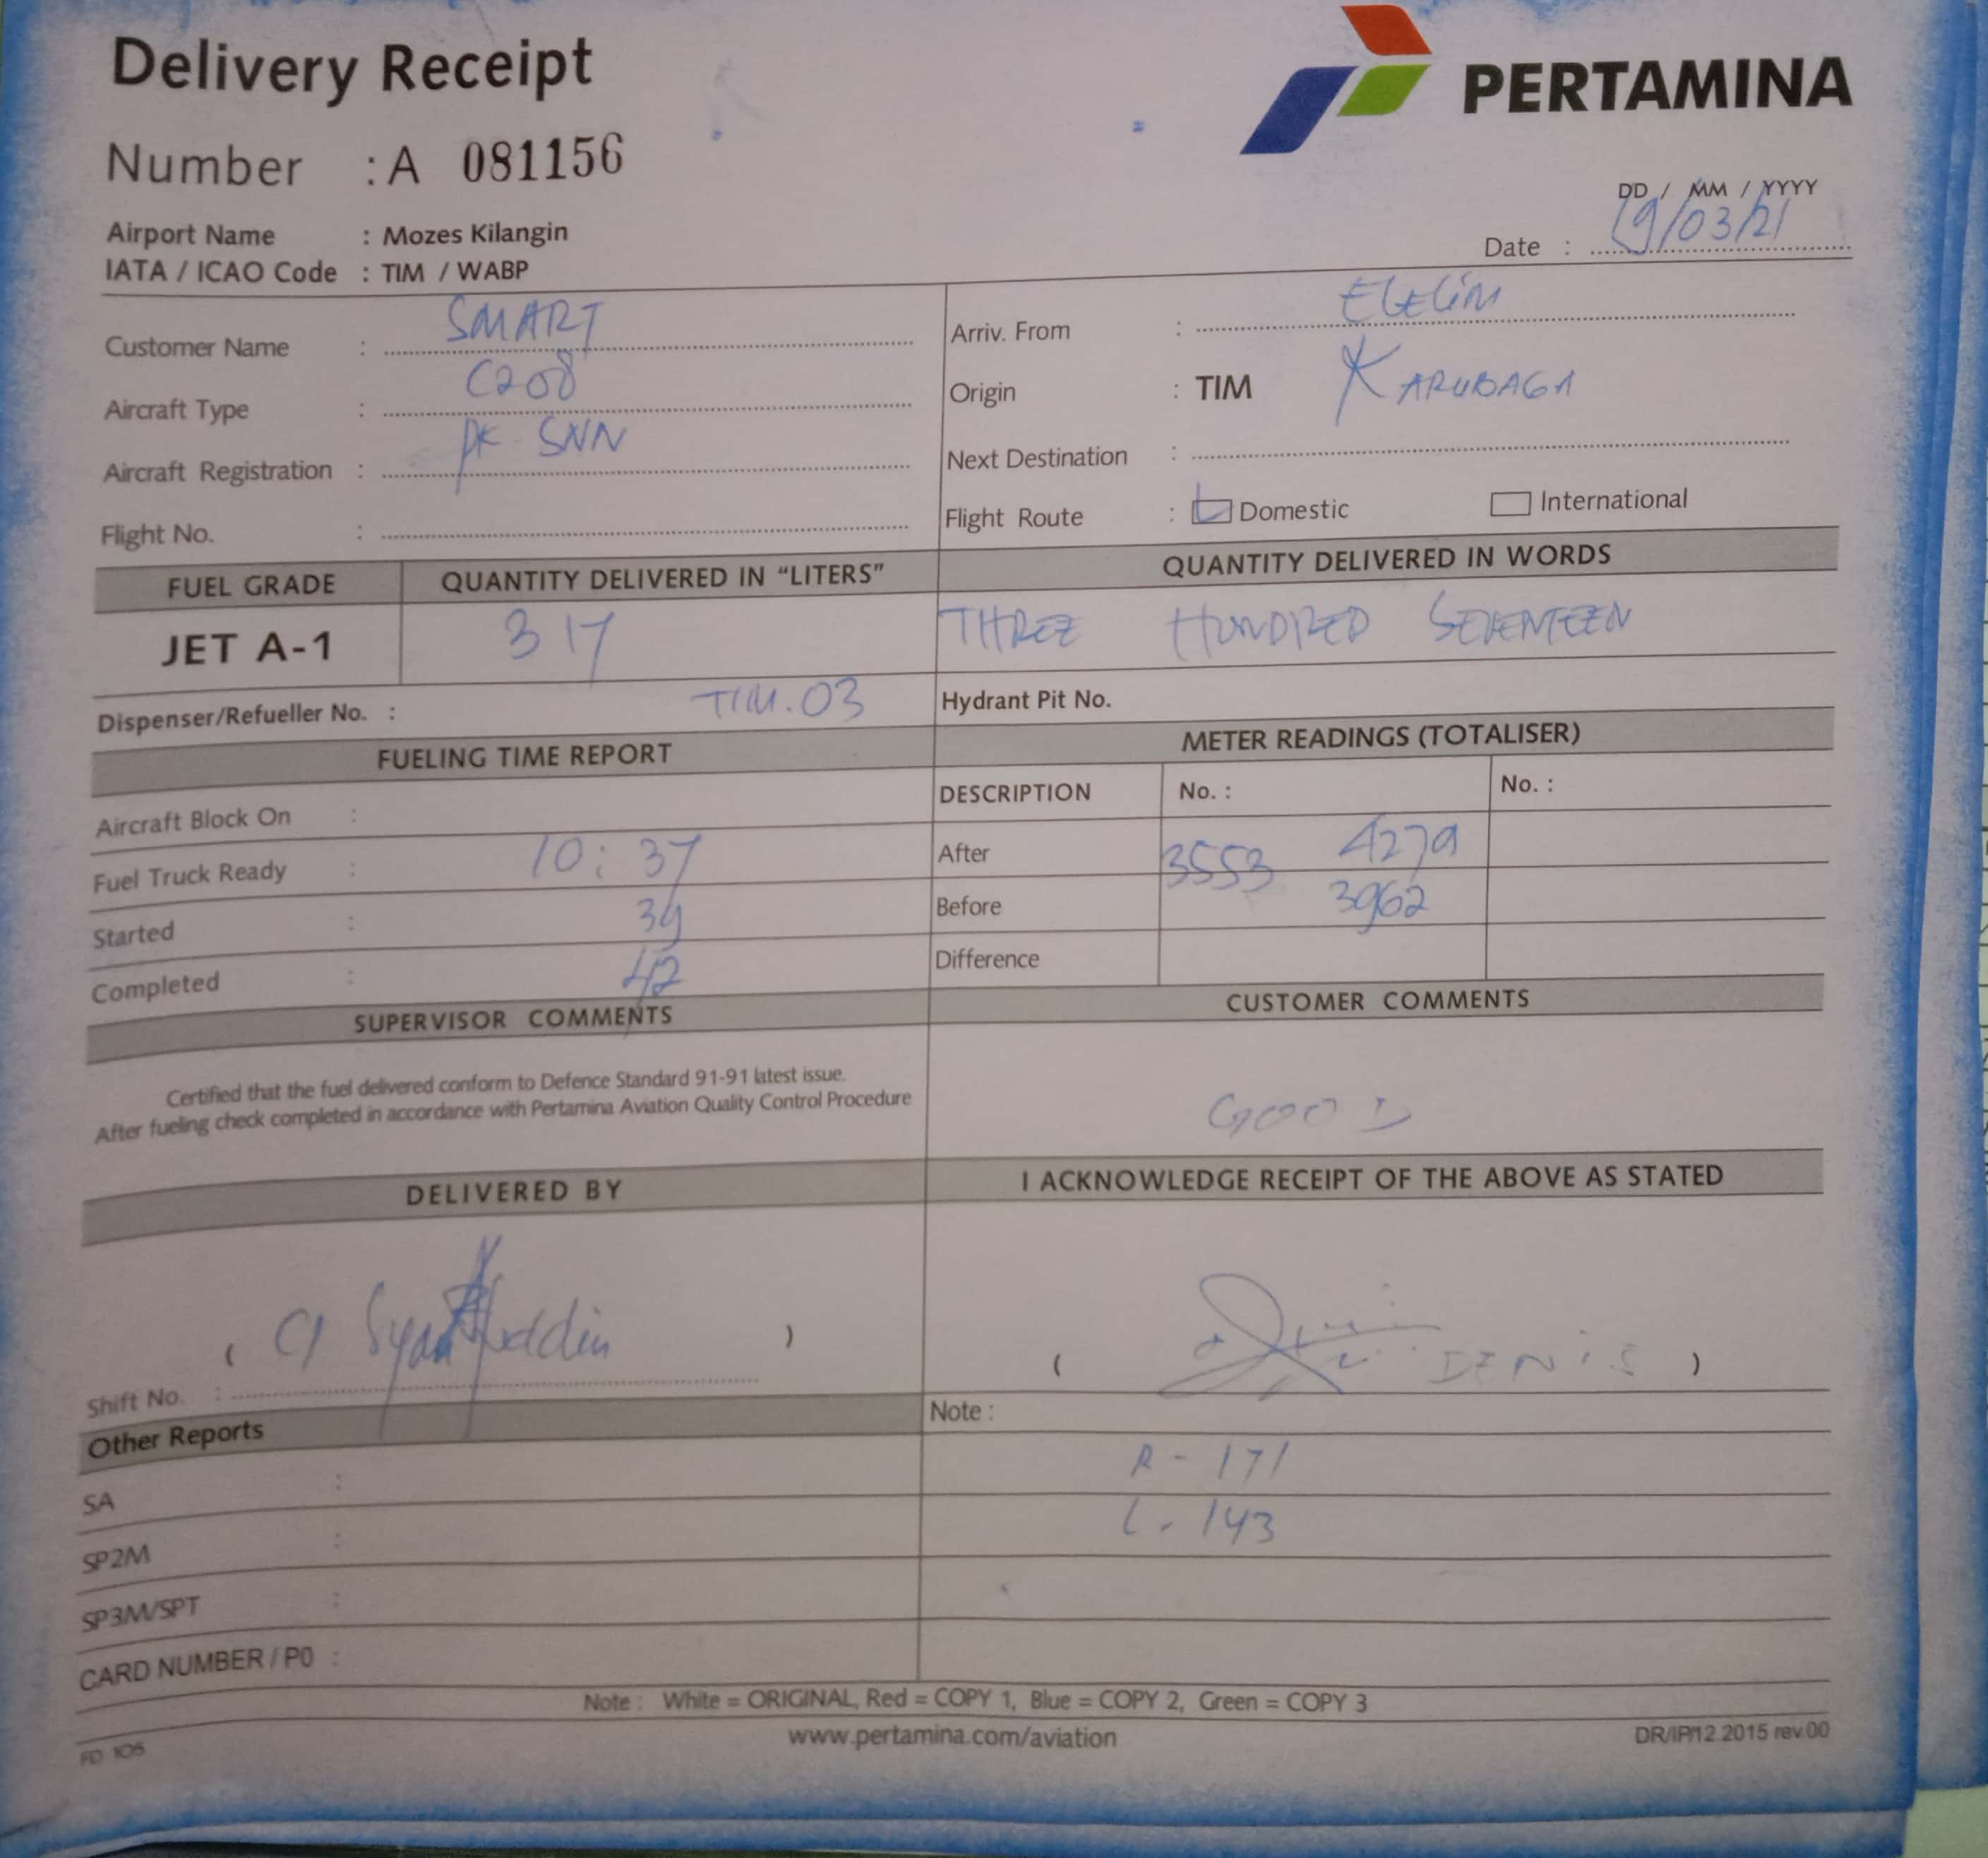 Delivery Receipt
PERTAMINA
Number : A 081156
DD / MM / YYYY
Airport Name : Mozes Kilangin
Date : 19/03/21
IATA / ICAO Code : TIM / WABP
Customer Name : SMART
Arriv. From : ELELIM
Aircraft Type : C208
Origin : TIM KARUBAGA
Aircraft Registration : PK-SNN
Next Destination :
Flight No. :
Flight Route : Domestic International
FUEL GRADE QUANTITY DELIVERED IN “LITERS” QUANTITY DELIVERED IN WORDS
JET A-1 317 THREE HUNDRED SEVENTEEN
Dispenser/Refueller No. : TIM.03 Hydrant Pit No.
FUELING TIME REPORT METER READINGS (TOTALISER)
Aircraft Block On :
DESCRIPTION No. : No. :
Fuel Truck Ready : 10:37
After 3553 4279
Started : 39
Before 3962
Completed : 42
Difference
SUPERVISOR COMMENTS CUSTOMER COMMENTS
Certified that the fuel delivered conform to Defence Standard 91-91 latest issue.
After fueling check completed in accordance with Pertamina Aviation Quality Control Procedure
GOOD
DELIVERED BY I ACKNOWLEDGE RECEIPT OF THE ABOVE AS STATED
( Syarifuddin )
( DENIS )
Shift No. :
Other Reports
Note :
SA :
R - 171
SP2M :
L - 143
SP3M/SPT :
CARD NUMBER / P0 :
Note : White = ORIGINAL, Red = COPY 1, Blue = COPY 2, Green = COPY 3
www.pertamina.com/aviation
FD 105
DR/IP/12.2015 rev.00